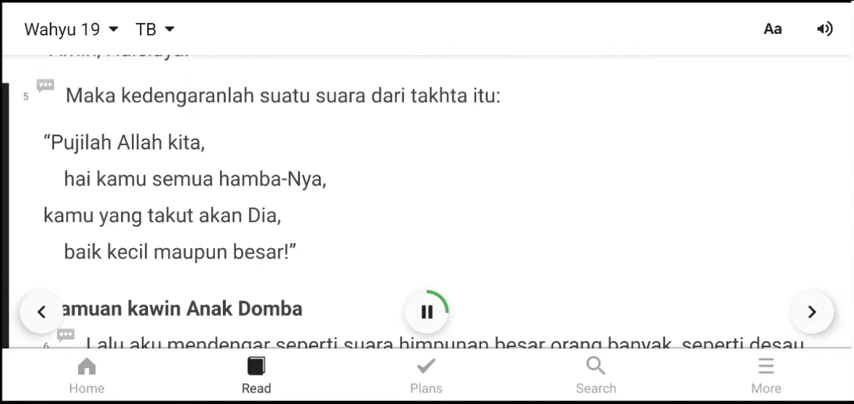 Wahyu 19 TB Aa
5 Maka kedengaranlah suatu suara dari takhta itu:
“Pujilah Allah kita,
hai kamu semua hamba-Nya,
kamu yang takut akan Dia,
baik kecil maupun besar!”
amuan kawin Anak Domba
6 Lalu aku mendengar seperti suara himpunan besar orang banyak, seperti desau
Home Read Plans Search More